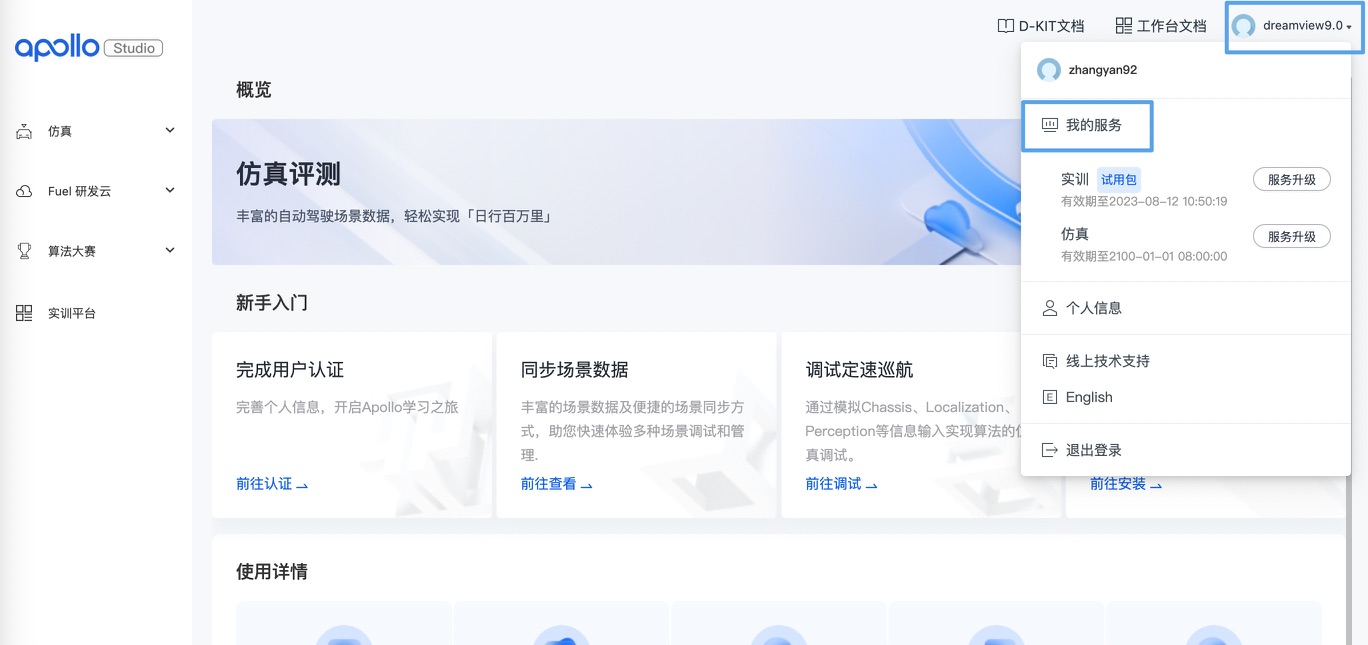 apollo Studio
仿真
Fuel 研发云
算法大赛
实训平台
D-KIT文档
工作台文档
dreamview9.0
概览
仿真评测
丰富的自动驾驶场景数据，轻松实现「日行百万里」
新手入门
完成用户认证
完善个人信息，开启Apollo学习之旅
前往认证
同步场景数据
丰富的场景数据及便捷的场景同步方
式，助您快速体验多种场景调试和管
理.
前往查看
调试定速巡航
通过模拟Chassis、Localization、
Perception等信息输入实现算法的仿
真调试。
前往调试
前往安装
使用详情
zhangyan92
我的服务
实训 试用包
服务升级
有效期至2023-08-12 10:50:19
仿真
服务升级
有效期至2100-01-01 08:00:00
个人信息
线上技术支持
E English
退出登录